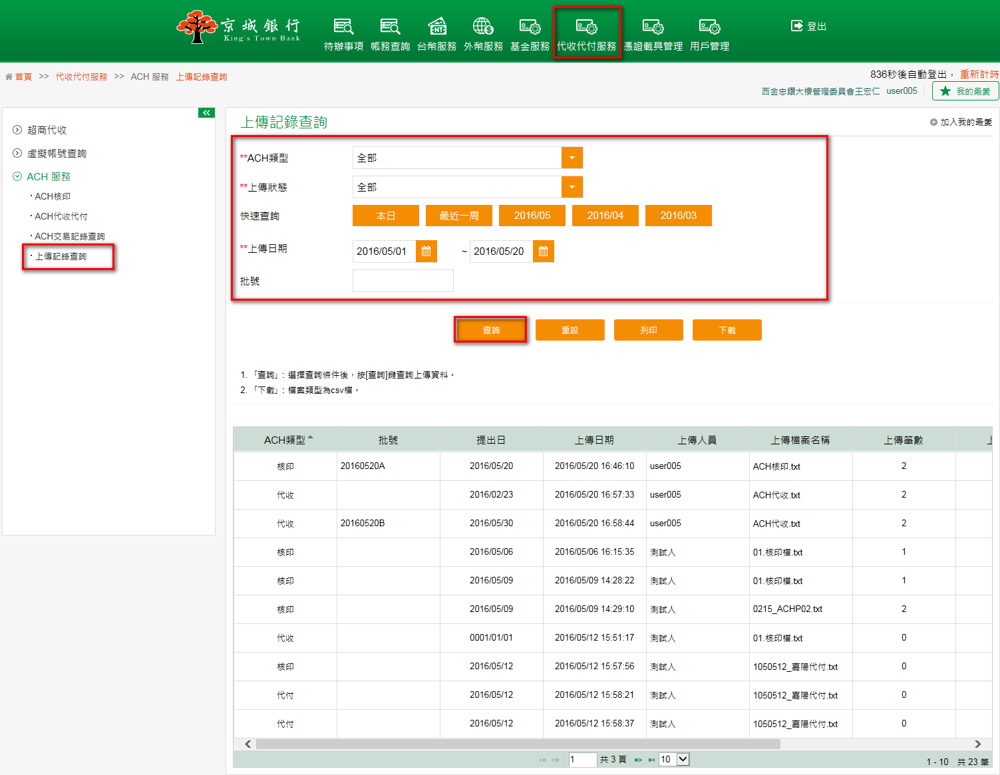 京城銀行
King's Town Bank
待辦事項 帳務查詢 台幣服務 外幣服務 基金服務 代收代付服務 憑證載具管理 用戶管理 登出
首頁 >> 代收代付服務 >> ACH 服務 上傳記錄查詢
836秒後自動登出， 重新計時
西金忠鑽大樓管理委員會王宏仁 user005 我的最愛
超商代收
虛擬帳號查詢
ACH 服務
ACH核印
ACH代收代付
ACH交易記錄查詢
上傳記錄查詢
上傳記錄查詢 加入我的最愛
**ACH類型 全部
**上傳狀態 全部
快速查詢 本日 最近一周 2016/05 2016/04 2016/03
**上傳日期 2016/05/01 ~ 2016/05/20
批號
查詢 重設 列印 下載
1. 「查詢」: 選擇查詢條件後，按[查詢]鍵查詢上傳資料。
2. 「下載」: 檔案類型為csv檔。
ACH類型 批號 提出日 上傳日期 上傳人員 上傳檔案名稱 上傳筆數 上
核印 20160520A 2016/05/20 2016/05/20 16:46:10 user005 ACH核印.txt 2
代收 2016/02/23 2016/05/20 16:57:33 user005 ACH代收.txt 2
代收 20160520B 2016/05/30 2016/05/20 16:58:44 user005 ACH代收.txt 2
核印 2016/05/06 2016/05/06 16:15:35 測試人 01.核印檔.txt 1
核印 2016/05/09 2016/05/09 14:28:22 測試人 01.核印檔.txt 1
核印 2016/05/09 2016/05/09 14:29:10 測試人 0215_ACHP02.txt 2
代收 0001/01/01 2016/05/12 15:51:17 測試人 01.核印檔.txt 0
核印 2016/05/12 2016/05/12 15:57:56 測試人 1050512_嘉陽代付.txt 0
代付 2016/05/12 2016/05/12 15:58:21 測試人 1050512_嘉陽代付.txt 0
代付 2016/05/12 2016/05/12 15:58:37 測試人 1050512_嘉陽代付.txt 0
1 共 3 頁 10 1 - 10 共 23 筆